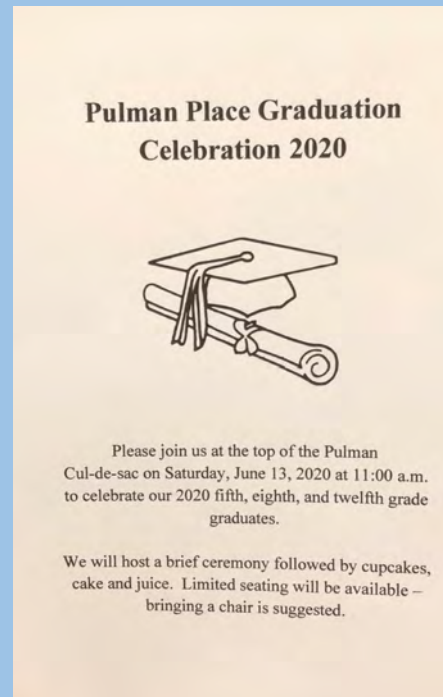 Pulman Place Graduation
Celebration 2020
Please join us at the top of the Pulman
Cul-de-sac on Saturday, June 13, 2020 at 11:00 a.m.
to celebrate our 2020 fifth, eighth, and twelfth grade
graduates.
We will host a brief ceremony followed by cupcakes,
cake and juice.  Limited seating will be available –
bringing a chair is suggested.